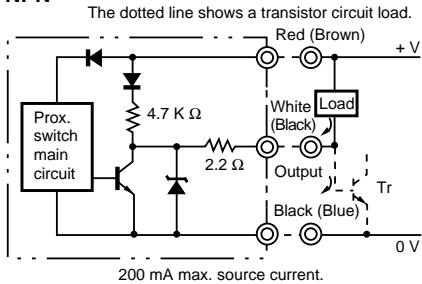 The dotted line shows a transistor circuit load.
Red (Brown)
+ V
4.7 K Ω
White
(Black)
Load
Prox.
switch
main
circuit
2.2 Ω
Output
Tr
Black (Blue)
0 V
200 mA max. source current.